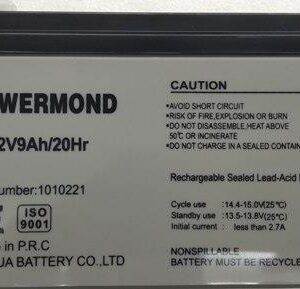 WERMOND
2V9Ah/20Hr
umber:1010221
ISO
9001
e in P.R.C
UA BATTERY CO.,LTD
CAUTION
•AVOID SHORT CIRCUIT
•RISK OF FIRE,EXPLOSION OR BURN
•DO NOT DISASSEMBLE,HEAT ABOVE
50°C OR INCINERATE
•DO NOT CHARGE IN A SEALED CONTAIN
Rechargeable Sealed Lead-Acid
Cycle use : 14.4-15.0V(25°C)
Standby use : 13.5-13.8V(25°C)
Initial current : less than 2.7A
NONSPILLABLE
BATTERY MUST BE RECYCLE